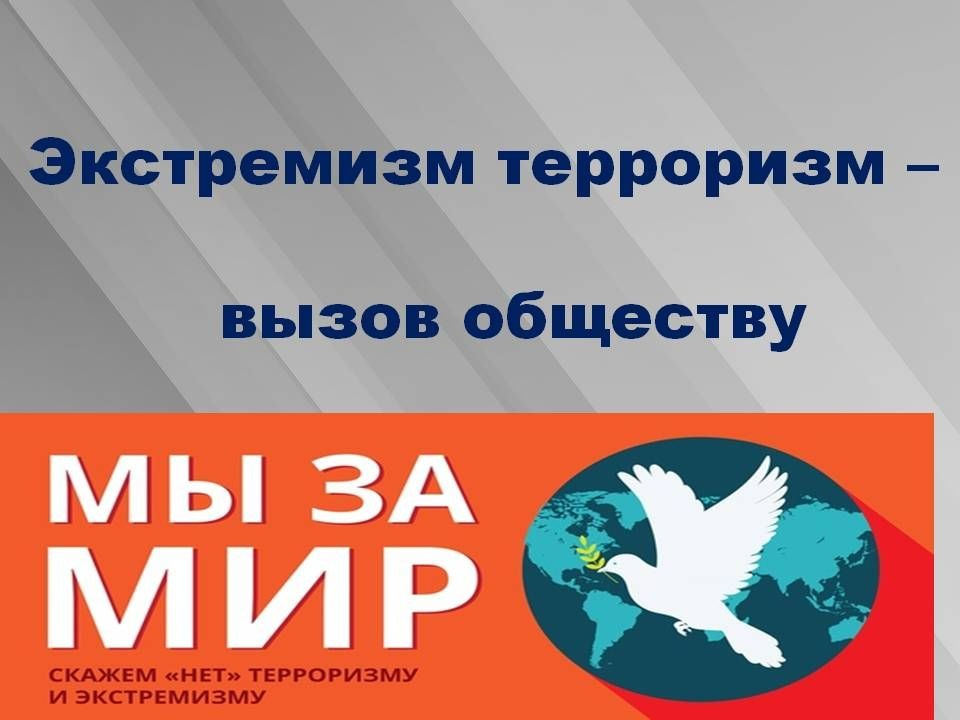 Экстремизм терроризм –
вызов обществу
МЫ ЗА
МИР
СКАЖЕМ «НЕТ» ТЕРРОРИЗМУ
И ЭКСТРЕМИЗМУ